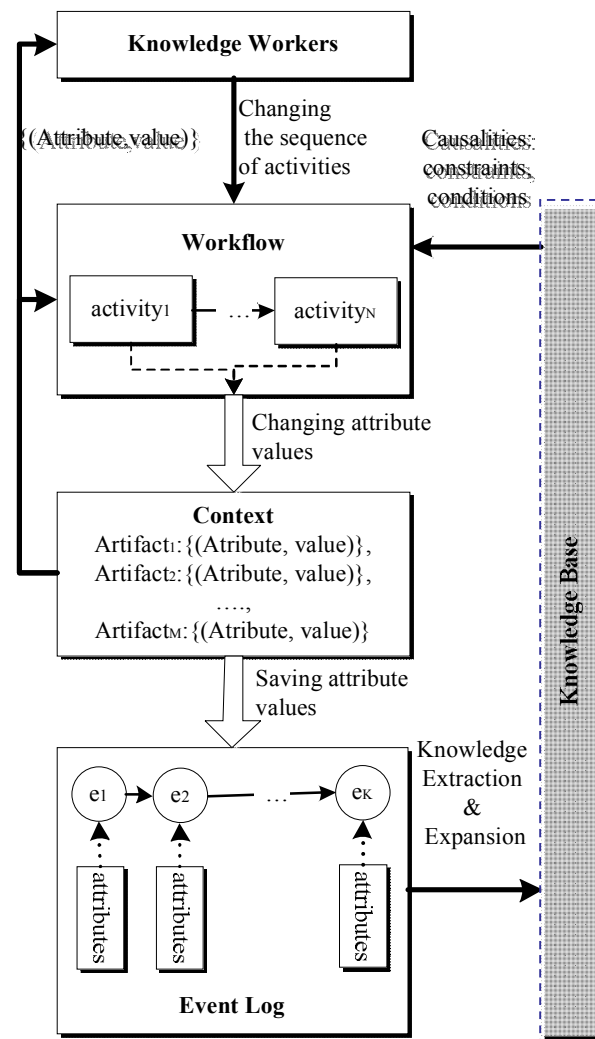 Knowledge Workers
{(Attribute,value)}
Changing
the sequence
of activities
Causalities,
constraints,
conditions
Workflow
activity1
...
activityN
Changing attribute
values
Context
Artifact1:{(Atribute, value)},
Artifact2:{(Atribute, value)},
....,
ArtifactM:{(Atribute, value)}
Saving attribute
values
Knowledge
Extraction
&
Expansion
Knowledge Base
e1
e2
...
eK
attributes
attributes
attributes
Event Log